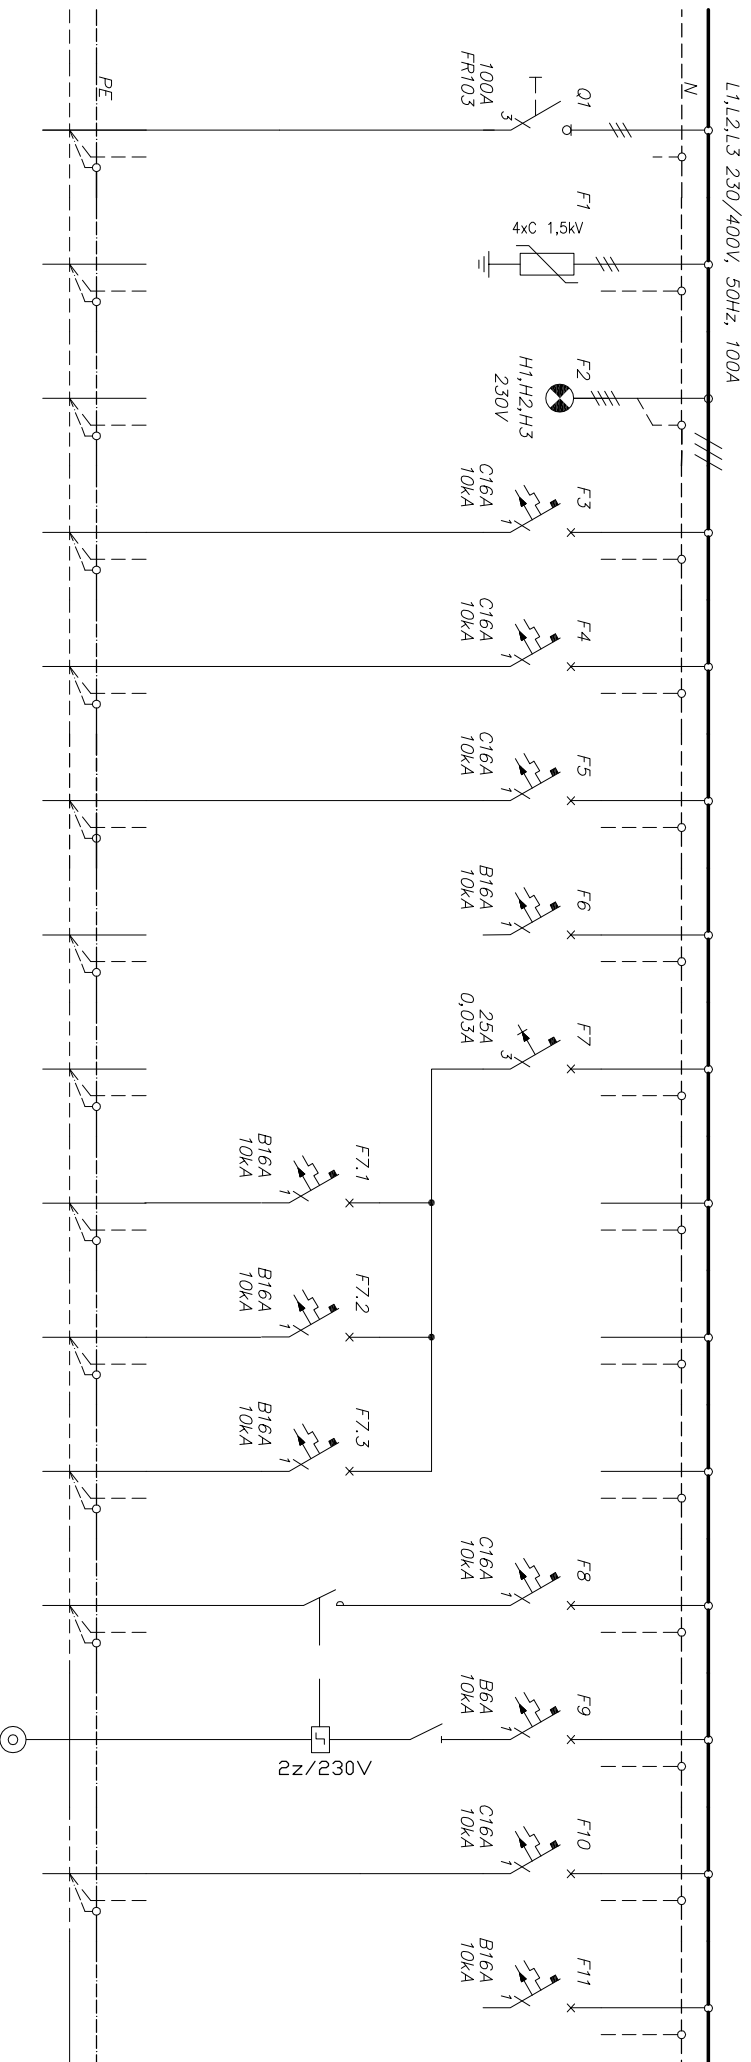 L1,L2,L3 230/400V, 50Hz, 100A
N
PE
Q1
3
100A
FR103
F1
4xC 1,5kV
F2
H1,H2,H3
230V
F3
1
C16A
10kA
F4
1
C16A
10kA
F5
1
C16A
10kA
F6
1
B16A
10kA
F7
3
25A
0,03A
F7.1
1
B16A
10kA
F7.2
1
B16A
10kA
F7.3
1
B16A
10kA
F8
1
C16A
10kA
F9
1
B6A
10kA
2z/230V
F10
1
C16A
10kA
F11
1
B16A
10kA